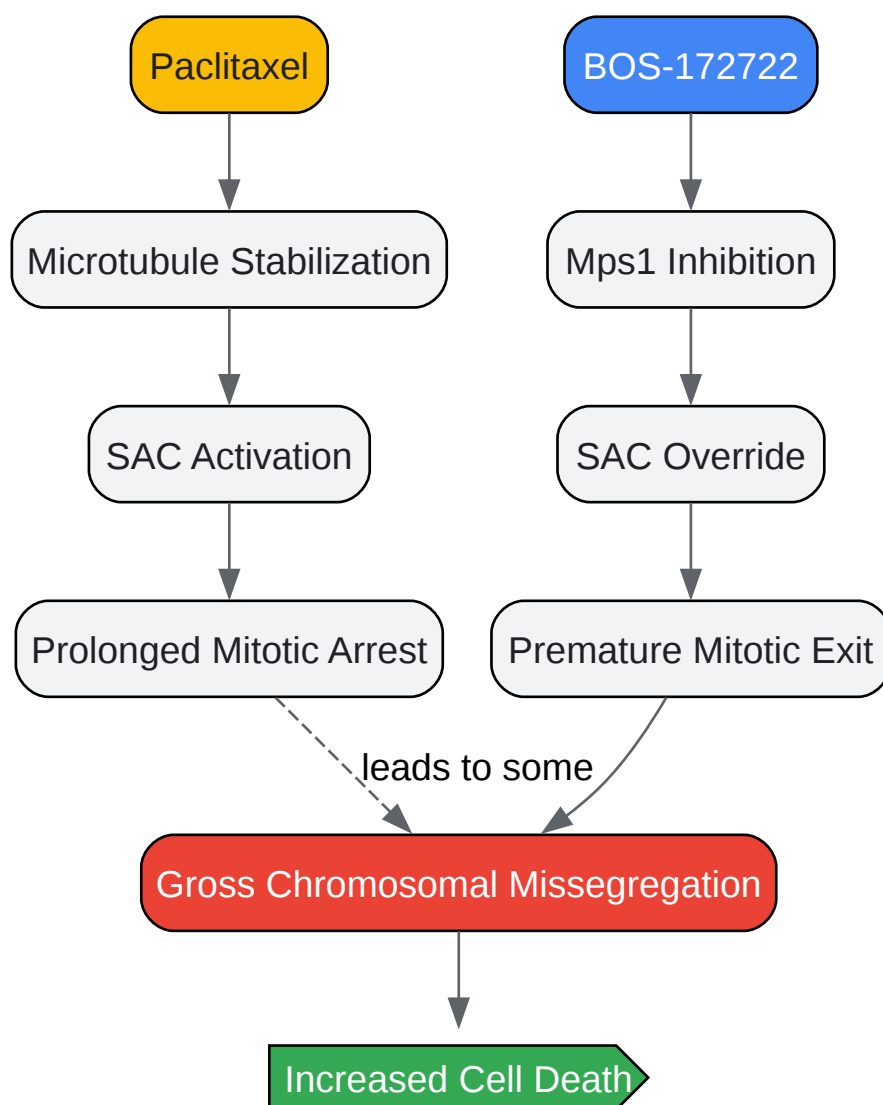 Paclitaxel
BOS-172722
Microtubule Stabilization
Mps1 Inhibition
SAC Activation
SAC Override
Prolonged Mitotic Arrest
Premature Mitotic Exit
leads to some
Gross Chromosomal Missegregation
Increased Cell Death